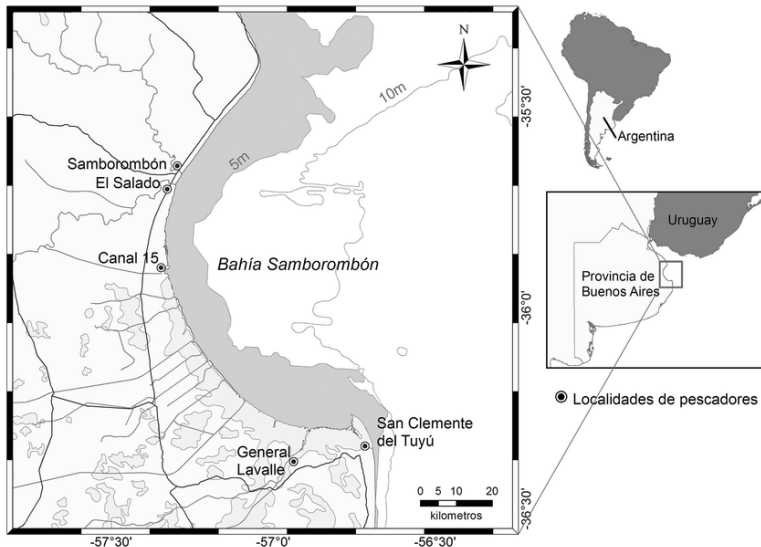 N
10m
5m
-35°30'
Samborombón
El Salado
Argentina
Canal 15
Bahía Samborombón
Uruguay
Provincia de
Buenos Aires
-36°0'
Localidades de pescadores
San Clemente
del Tuyú
General
Lavalle
0 5 10 20
kilometros
-36°30'
-57°30'
-57°0'
-56°30'